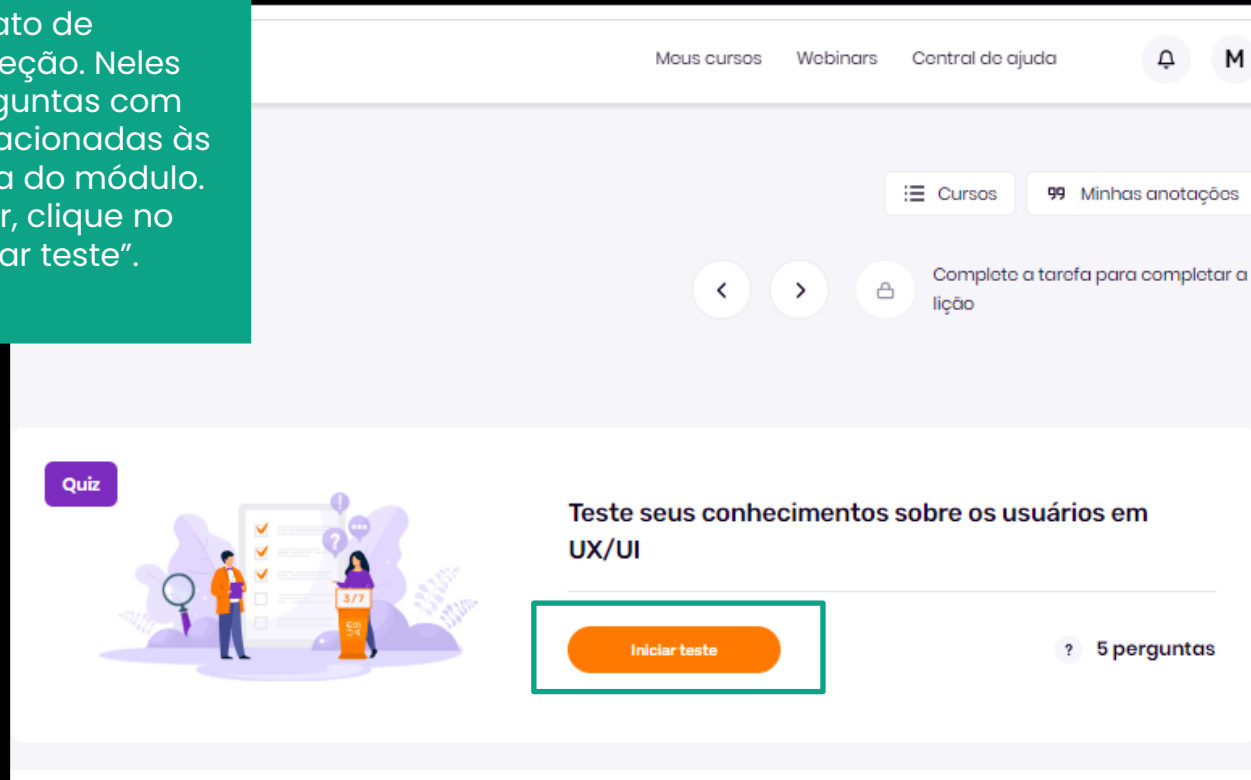 ato de
eção. Neles
guntas com
acionadas às
a do módulo.
r, clique no
ar teste”.
Meus cursos Webinars Central de ajuda M
Cursos Minhas anotações
Complete a tarefa para completar a
lição
Quiz
3/7
Teste seus conhecimentos sobre os usuários em
UX/UI
Iniciar teste
? 5 perguntas